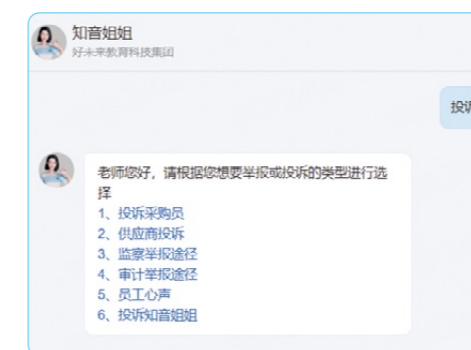 知音姐姐
好未来教育科技集团
投诉
老师您好，请根据您想要举报或投诉的类型进行选
择
1、投诉采购员
2、供应商投诉
3、监察举报途径
4、审计举报途径
5、员工心声
6、投诉知音姐姐